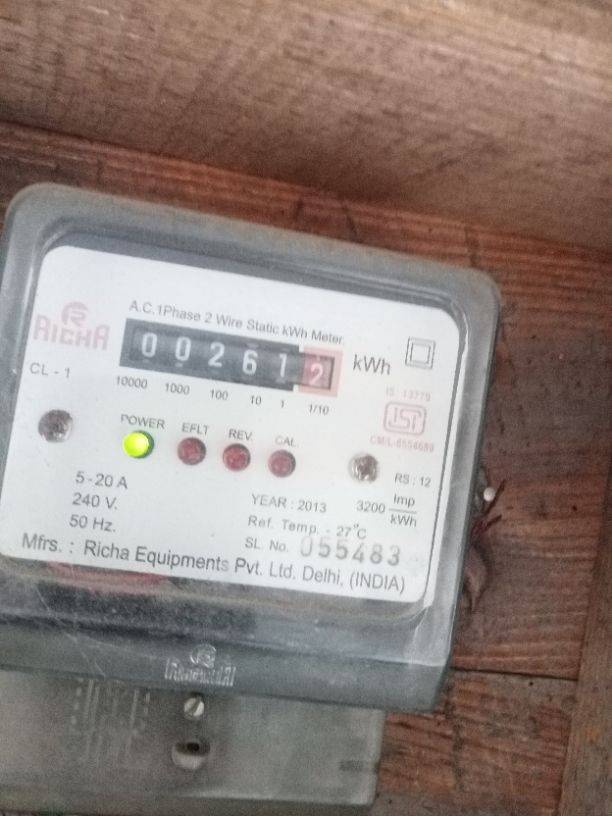 A.C.1Phase 2 Wire Static kWh Meter
RICHA
0 0 2 6 1 2 kWh
CL - 1
10000 1000 100 10 1 1/10
IS: 13779
ISI
CM/L-8554689
POWER EFLT REV. CAL.
RS : 12
5 - 20 A
240 V.
50 Hz.
YEAR : 2013
3200 Imp/kWh
Ref. Temp. - 27°C
SL. No. 055483
Mfrs. : Richa Equipments Pvt. Ltd. Delhi, (INDIA)